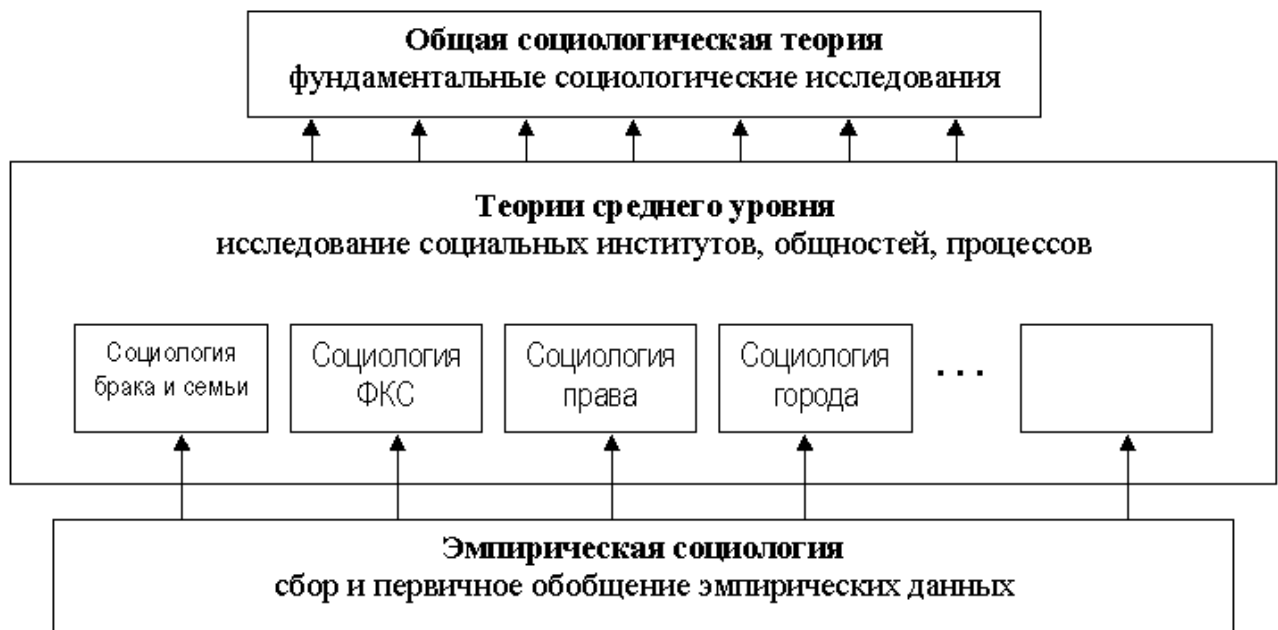 Общая социологическая теория
фундаментальные социологические исследования
Теории среднего уровня
исследование социальных институтов, общностей, процессов
Социология
брака и семьи
Социология
ФКС
Социология
права
Социология
города
...
Эмпирическая социология
сбор и первичное обобщение эмпирических данных